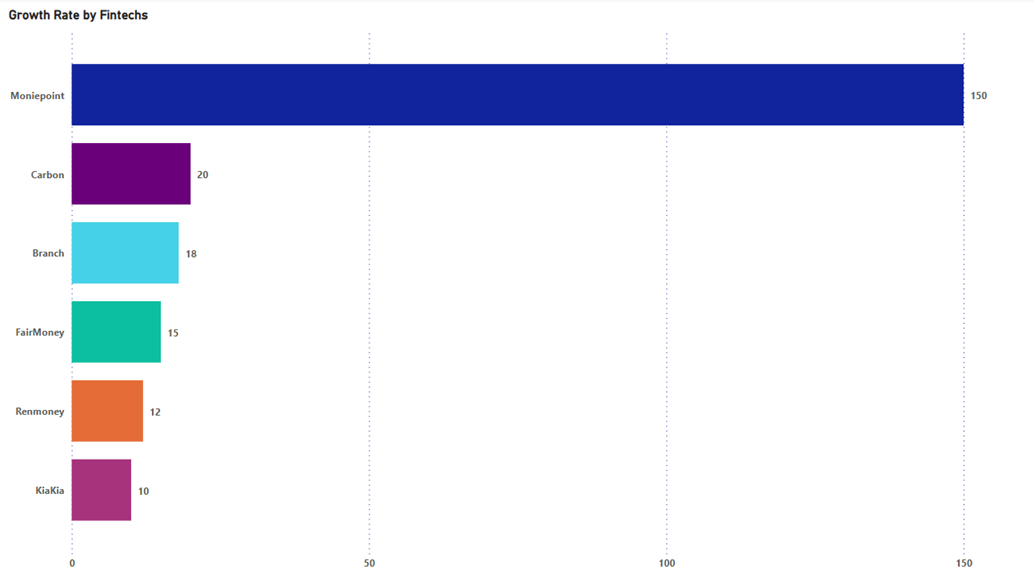 Growth Rate by Fintechs
Moniepoint 150
Carbon 20
Branch 18
FairMoney 15
Renmoney 12
KiaKia 10
0 50 100 150